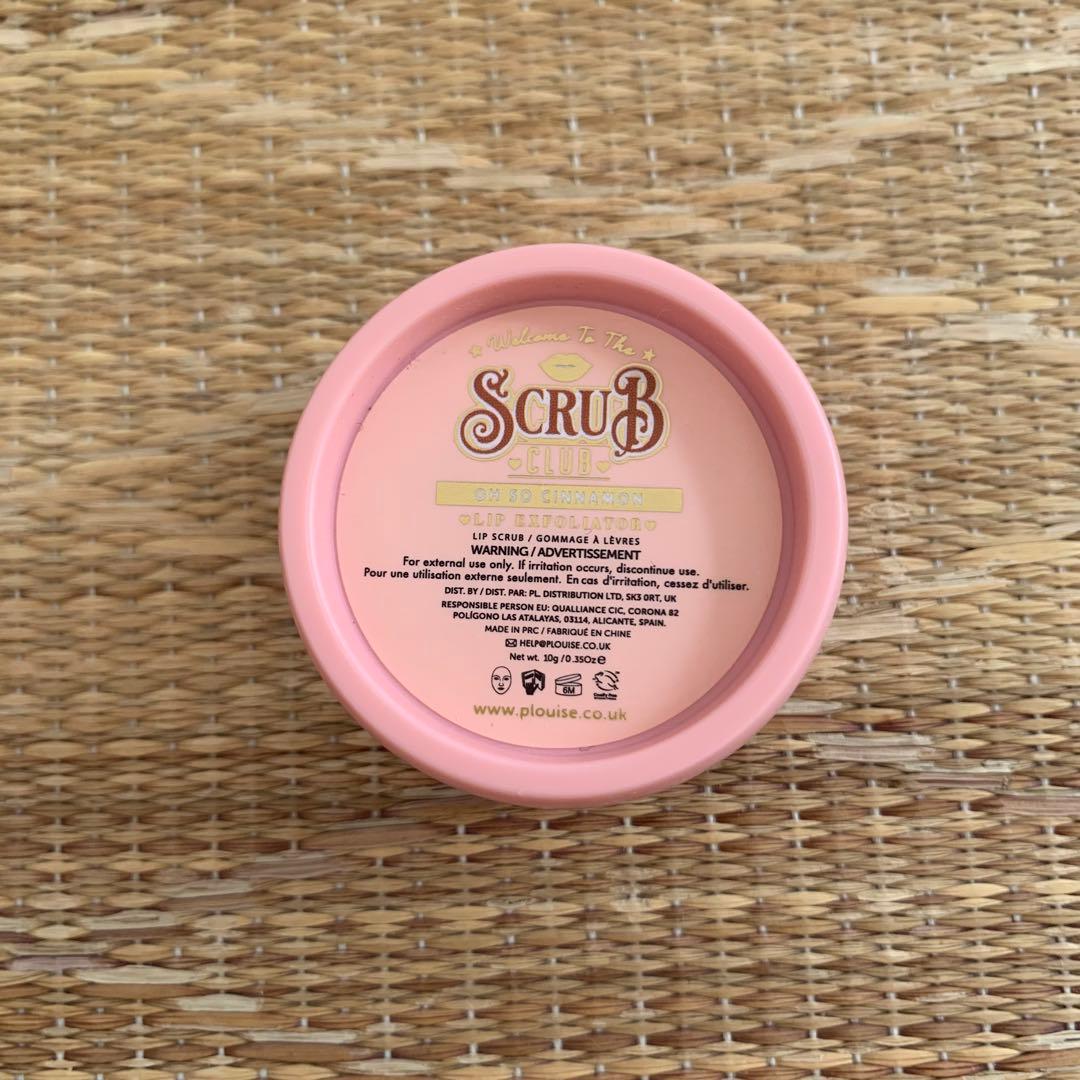 Welcome To The
SCRUB
CLUB
OH SO CINNAMON
LIP EXFOLIATOR
LIP SCRUB / GOMMAGE À LÈVRES
WARNING / ADVERTISSEMENT
For external use only. If irritation occurs, discontinue use.
Pour une utilisation externe seulement. En cas d'irritation, cessez d'utiliser.
DIST. BY / DIST. PAR: PL. DISTRIBUTION LTD, SK3 0RT, UK
RESPONSIBLE PERSON EU: QUALLIANCE CIC, CORONA 82
POLÍGONO LAS ATALAYAS, 03114, ALICANTE, SPAIN.
MADE IN PRC / FABRIQUÉ EN CHINE
HELP@PLOUISE.CO.UK
Net wt. 10g / 0.35Oz e
6M
Cruelty Free
www.plouise.co.uk